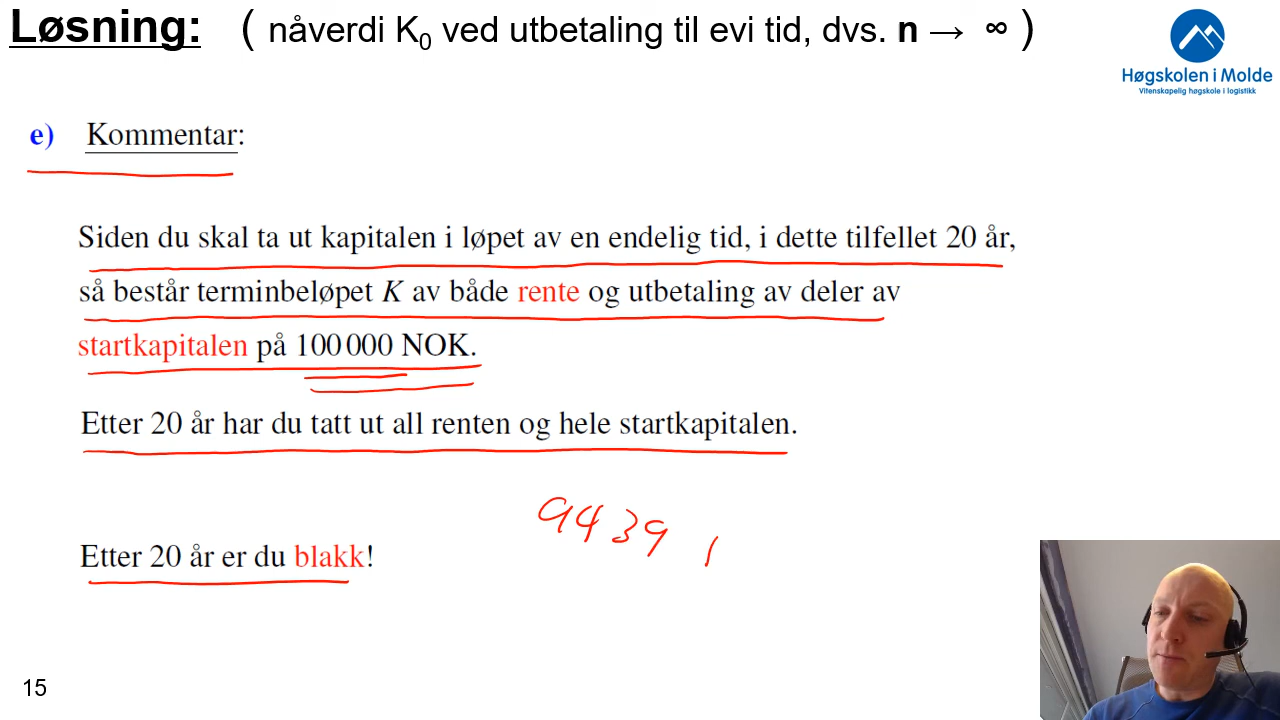 Løsning: ( nåverdi K0 ved utbetaling til evi tid, dvs. n → ∞ )
Høgskolen i Molde
Vitenskapelig høgskole i logistikk
e) Kommentar:
Siden du skal ta ut kapitalen i løpet av en endelig tid, i dette tilfellet 20 år,
så består terminbeløpet K av både rente og utbetaling av deler av
startkapitalen på 100 000 NOK.
Etter 20 år har du tatt ut all renten og hele startkapitalen.
9439
Etter 20 år er du blakk!
15